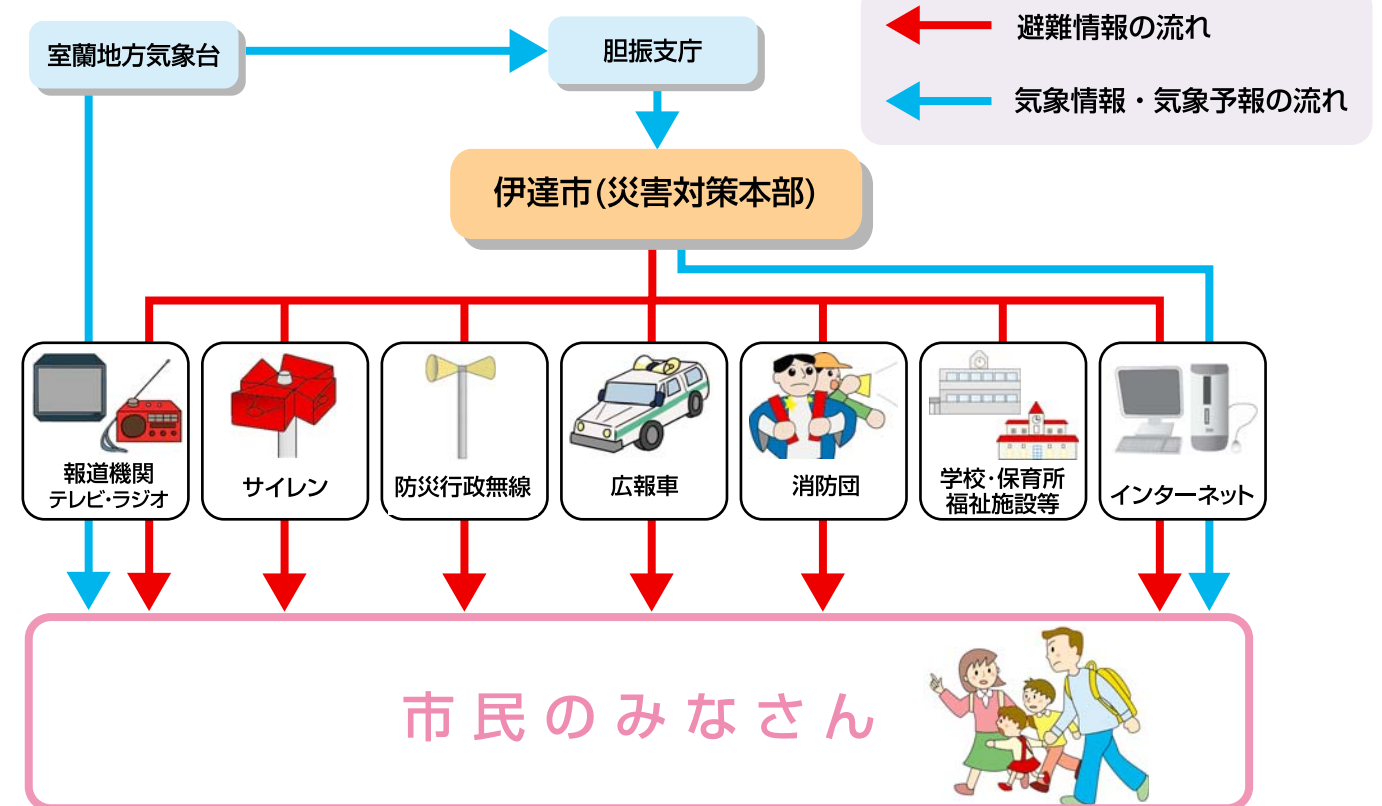 室蘭地方気象台
胆振支庁
避難情報の流れ
気象情報・気象予報の流れ
伊達市(災害対策本部)
報道機関
テレビ・ラジオ
サイレン
防災行政無線
広報車
消防団
学校・保育所
福祉施設等
インターネット
市民のみなさん